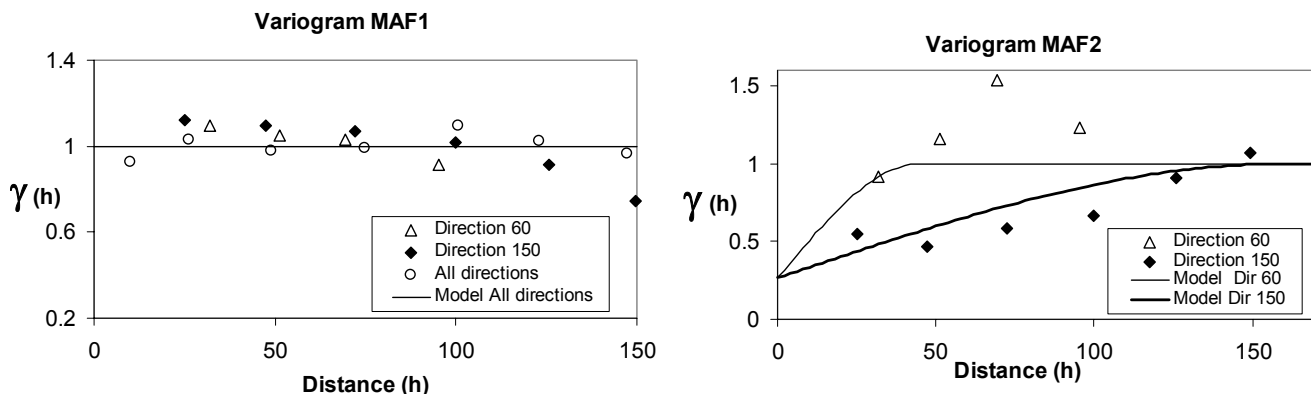 Variogram MAF1
1.4
1
γ (h)
0.6
0.2
0
50
100
150
Distance (h)
Direction 60
Direction 150
All directions
Model All directions
Variogram MAF2
1.5
1
γ (h)
0.5
0
0
50
100
150
Distance (h)
Direction 60
Direction 150
Model Dir 60
Model Dir 150